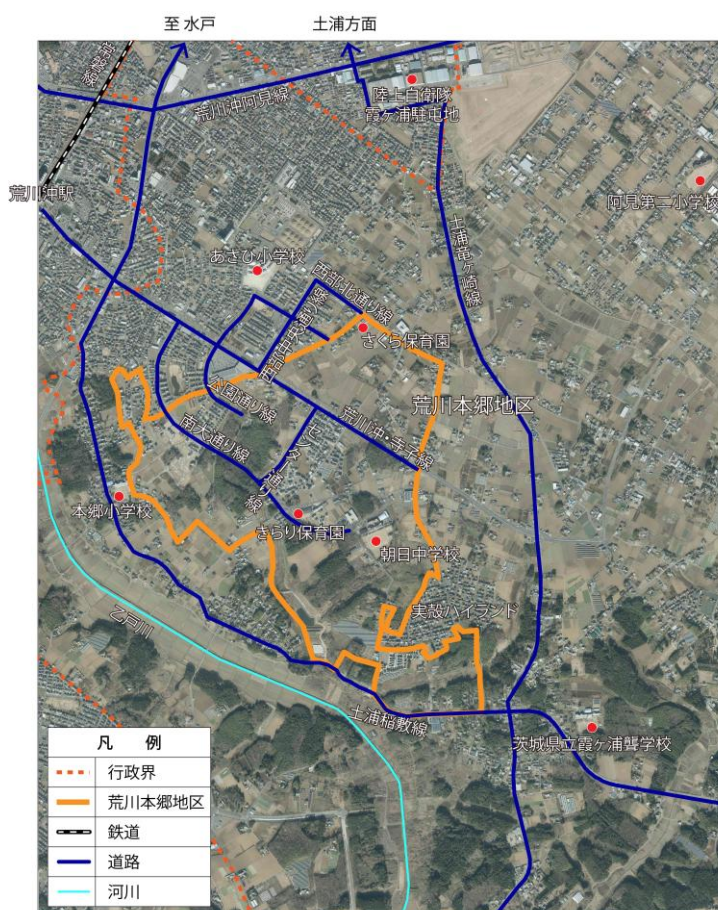 至 水戸
土浦方面
常磐線
荒川沖阿見線
陸上自衛隊
霞ヶ浦駐屯地
荒川沖駅
阿見第二小学校
土浦竜ヶ崎線
あさひ小学校
西部北通り線
西部中央通り線
さくら保育園
公園通り線
荒川本郷地区
南大通り線
センター通り線
荒川沖・寺子線
本郷小学校
きらり保育園
朝日中学校
実穀ハイランド
乙戸川
土浦稲敷線
茨城県立霞ヶ浦聾学校
凡 例
行政界
荒川本郷地区
鉄道
道路
河川